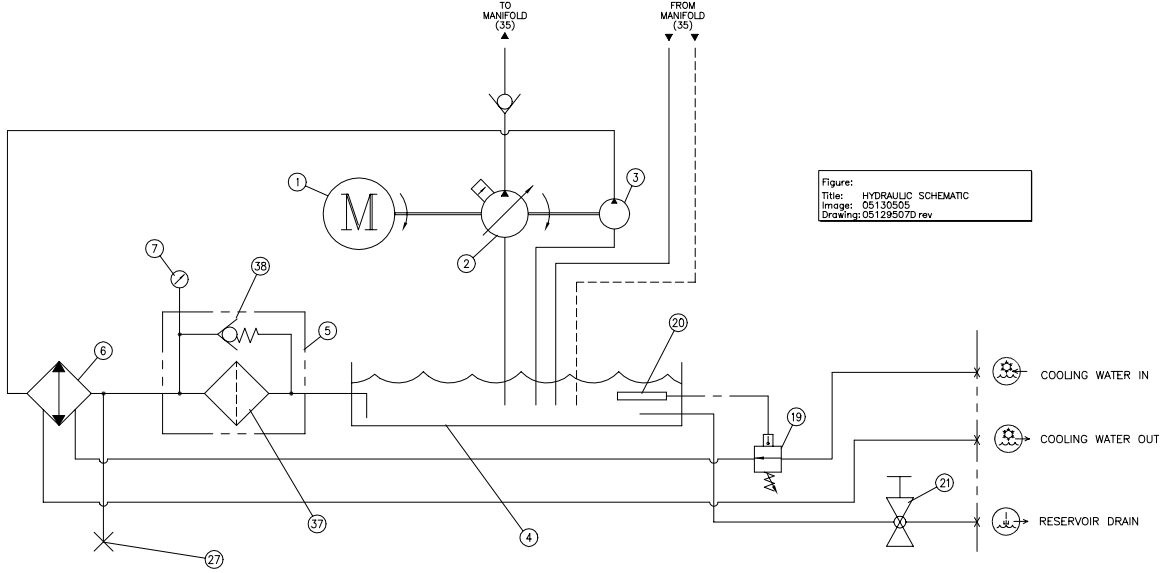 TO
MANIFOLD
(35)
FROM
MANIFOLD
(35)
1
M
2
3
Figure:
Title: HYDRAULIC SCHEMATIC
Image: 05130505
Drawing: 05129507D rev
7
38
5
6
20
COOLING WATER IN
19
COOLING WATER OUT
21
37
4
RESERVOIR DRAIN
27